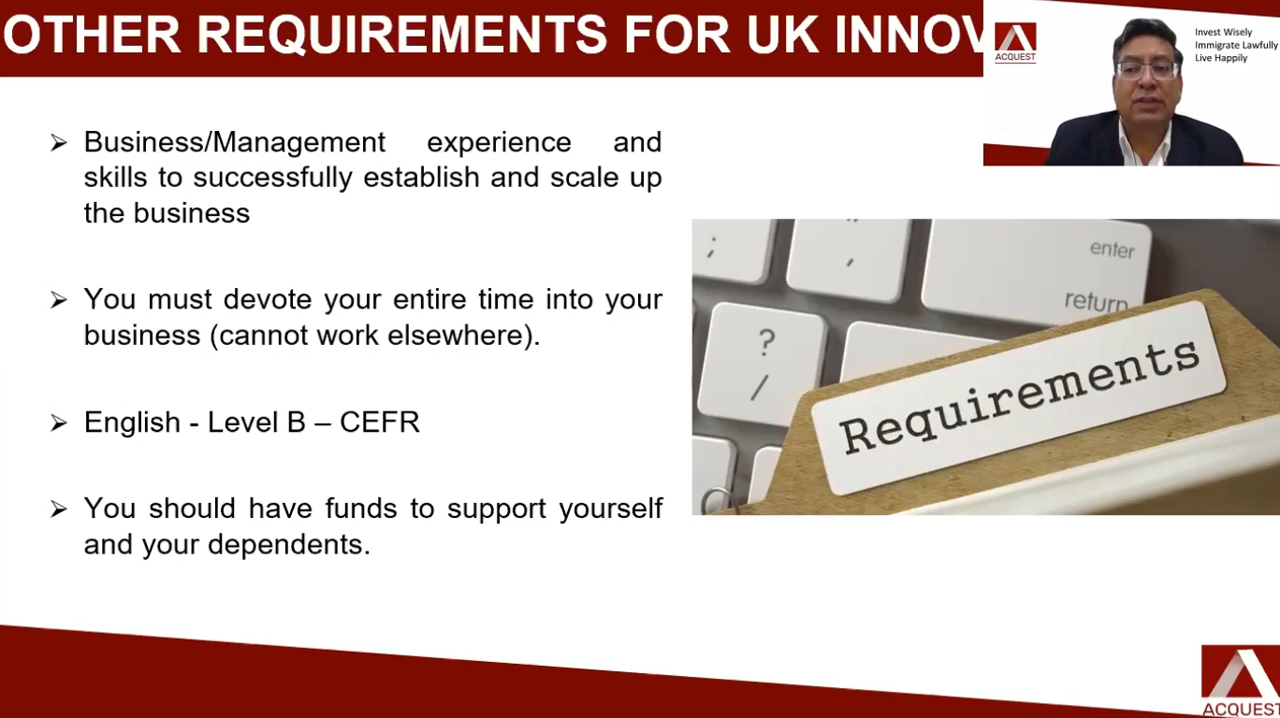 OTHER REQUIREMENTS FOR UK INNOV
ACQUEST
Invest Wisely
Immigrate Lawfully
Live Happily
➢ Business/Management experience and
skills to successfully establish and scale up
the business
➢ You must devote your entire time into your
business (cannot work elsewhere).
➢ English - Level B – CEFR
➢ You should have funds to support yourself
and your dependents.
;
,
enter
return
?
/
Requirements
ACQUEST